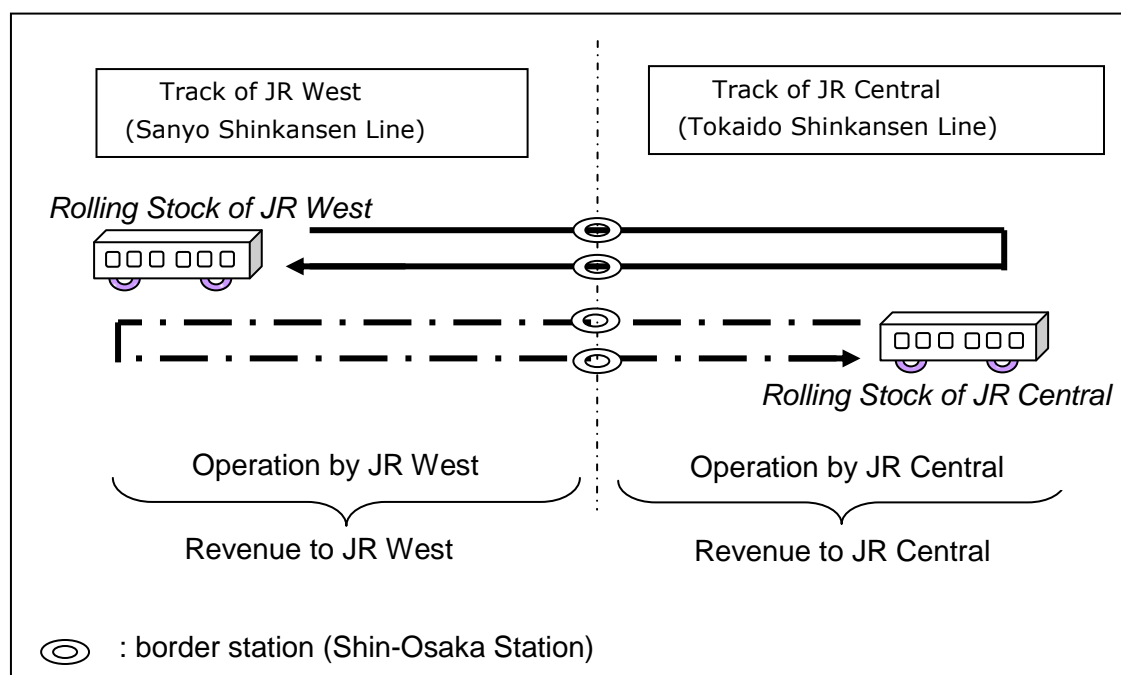 Track of JR West
(Sanyo Shinkansen Line)
Track of JR Central
(Tokaido Shinkansen Line)
Rolling Stock of JR West
Rolling Stock of JR Central
Operation by JR West
Operation by JR Central
Revenue to JR West
Revenue to JR Central
: border station (Shin-Osaka Station)